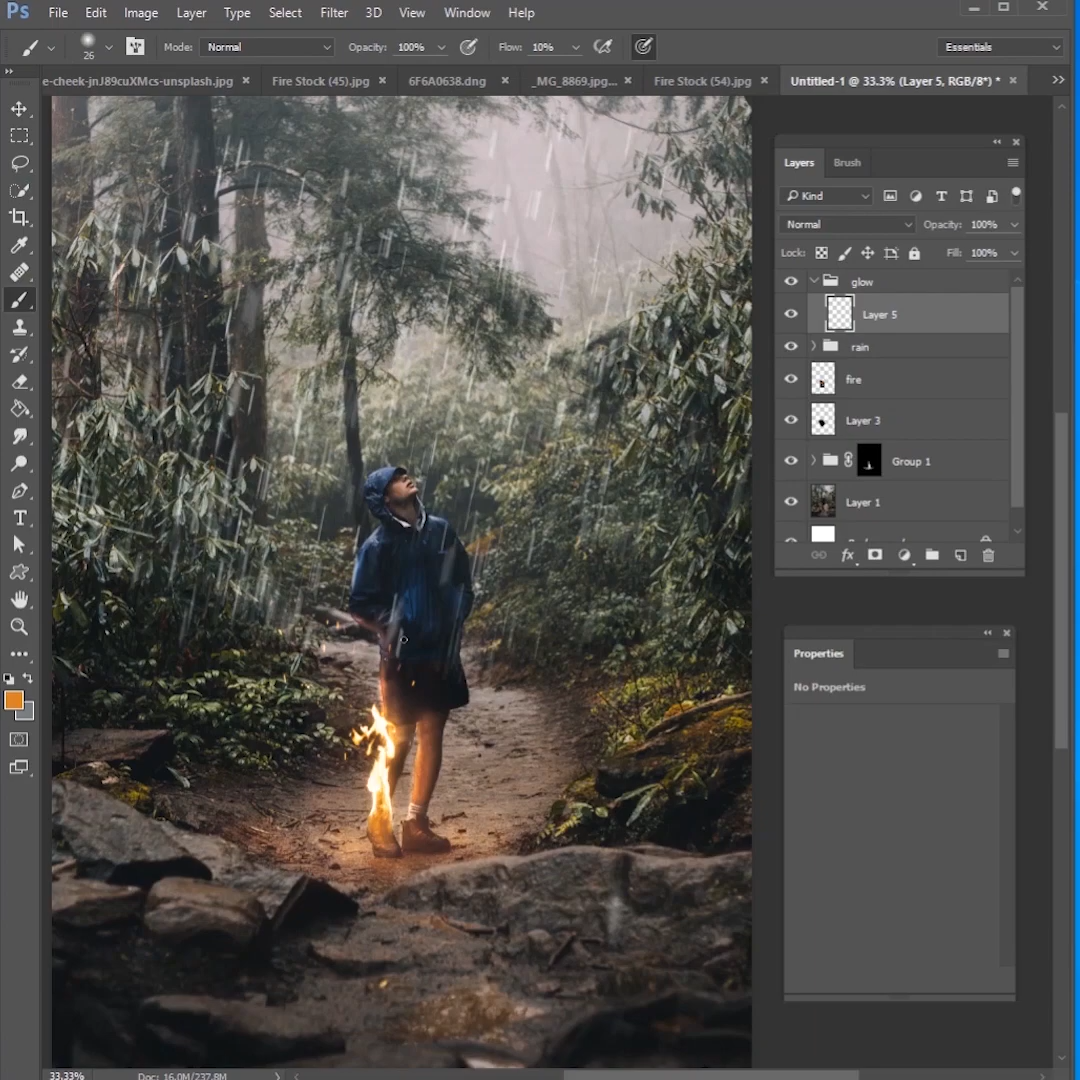 Ps File Edit Image Layer Type Select Filter 3D View Window Help
26 Mode: Normal Opacity: 100% Flow: 10% Essentials
e-cheek-jnJ89cuXMcs-unsplash.jpg × Fire Stock (45).jpg × 6F6A0638.dng × _MG_8869.jpg... × Fire Stock (54).jpg × Untitled-1 @ 33.3% (Layer 5, RGB/8*) * ×
Layers Brush
Kind
Normal Opacity: 100%
Lock: Fill: 100%
glow
Layer 5
rain
fire
Layer 3
Group 1
Layer 1
fx
Properties
No Properties
33.33% Doc: 16.0M/237.8M